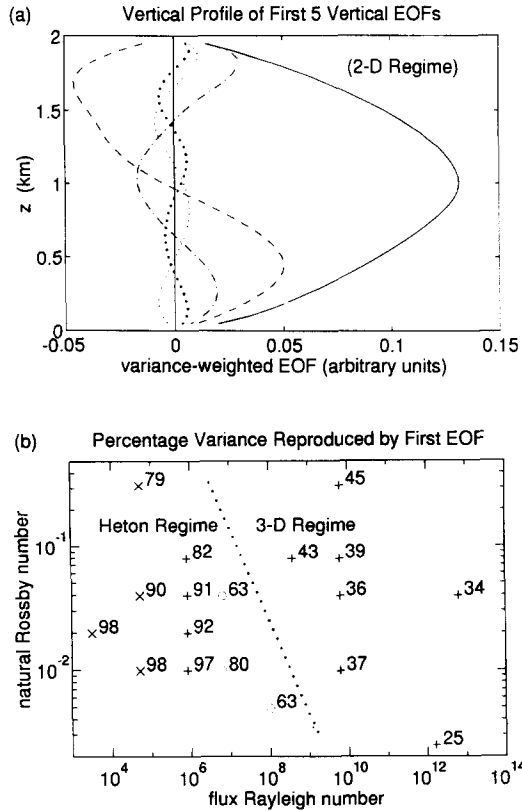 (a) Vertical Profile of First 5 Vertical EOFs
(2-D Regime)
2
1.5
1
0.5
0
z (km)
-0.05 0 0.05 0.1 0.15
variance-weighted EOF (arbitrary units)
(b) Percentage Variance Reproduced by First EOF
79 45
Heton Regime 3-D Regime
10^-1
82 43 39
90 91 63 36 34
98 92
10^-2
98 97 80 37
63
25
natural Rossby number
10^4 10^6 10^8 10^10 10^12 10^14
flux Rayleigh number